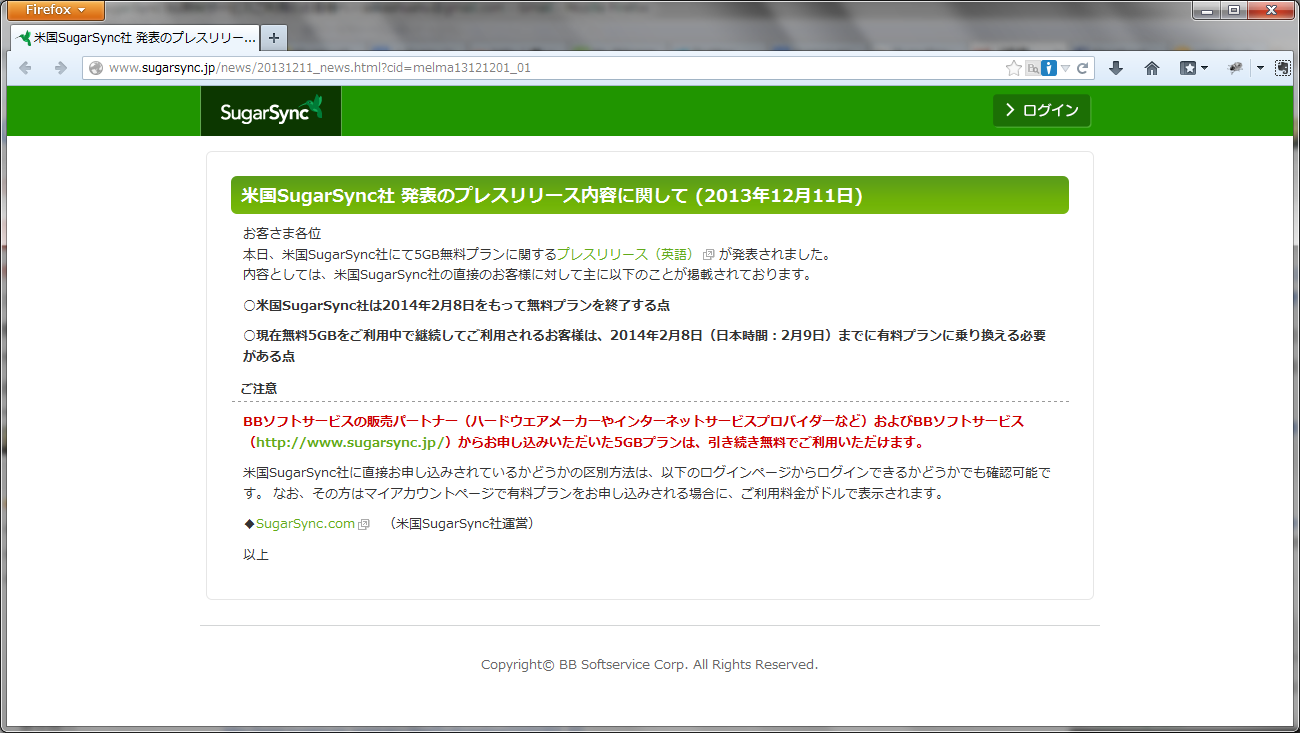 Firefox
米国SugarSync社 発表のプレスリリー...
www.sugarsync.jp/news/20131211_news.html?cid=melma13121201_01
SugarSync
ログイン
米国SugarSync社 発表のプレスリリース内容に関して (2013年12月11日)
お客さま各位
本日、米国SugarSync社にて5GB無料プランに関するプレスリリース（英語） が発表されました。
内容としては、米国SugarSync社の直接のお客様に対して主に以下のことが掲載されております。
○米国SugarSync社は2014年2月8日をもって無料プランを終了する点
○現在無料5GBをご利用中で継続してご利用されるお客様は、2014年2月8日（日本時間：2月9日）までに有料プランに乗り換える必要
がある点
ご注意
BBソフトサービスの販売パートナー（ハードウェアメーカーやインターネットサービスプロバイダーなど）およびBBソフトサービス
（http://www.sugarsync.jp/）からお申し込みいただいた5GBプランは、引き続き無料でご利用いただけます。
米国SugarSync社に直接お申し込みされているかどうかの区別方法は、以下のログインページからログインできるかどうかでも確認可能で
す。 なお、その方はマイアカウントページで有料プランをお申し込みされる場合に、ご利用料金がドルで表示されます。
◆SugarSync.com （米国SugarSync社運営）
以上
Copyright© BB Softservice Corp. All Rights Reserved.